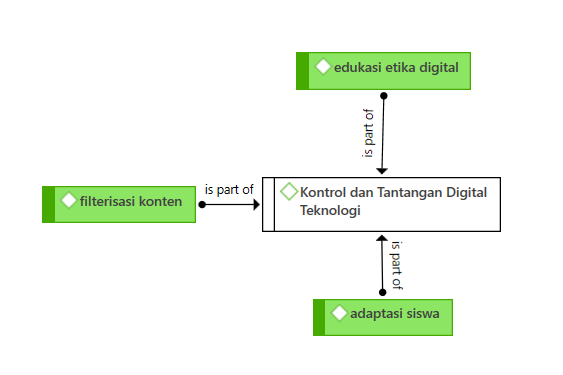 edukasi etika digital
is part of
filterisasi konten
is part of
Kontrol dan Tantangan Digital
Teknologi
is part of
adaptasi siswa